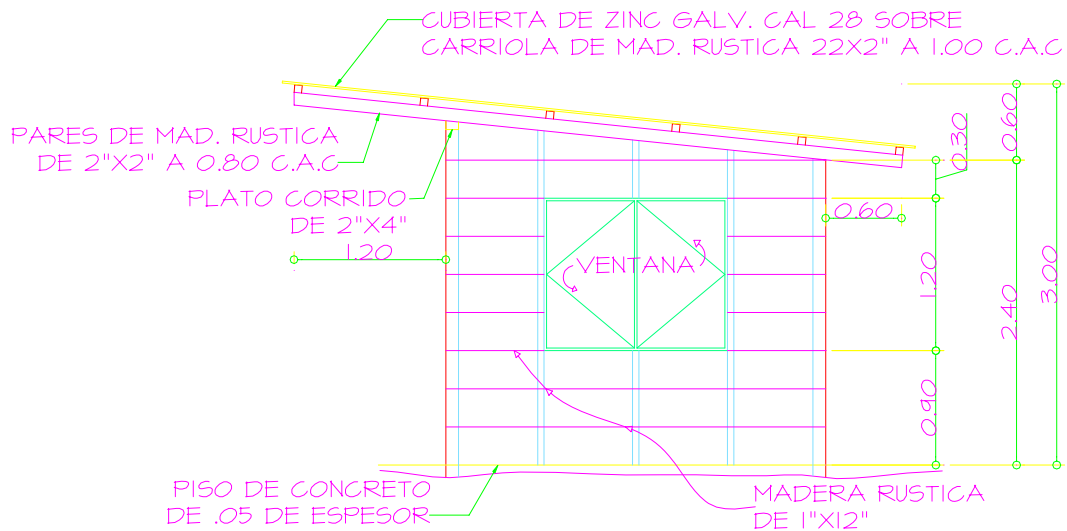 CUBIERTA DE ZINC GALV. CAL 28 SOBRE
CARRIOLA DE MAD. RUSTICA 22X2" A 1.00 C.A.C
PARES DE MAD. RUSTICA
DE 2"X2" A 0.80 C.A.C
PLATO CORRIDO
DE 2"X4"
1.20
VENTANA
0.60
0.30
0.60
1.20
2.40
3.00
0.90
PISO DE CONCRETO
DE .05 DE ESPESOR
MADERA RUSTICA
DE 1"X12"